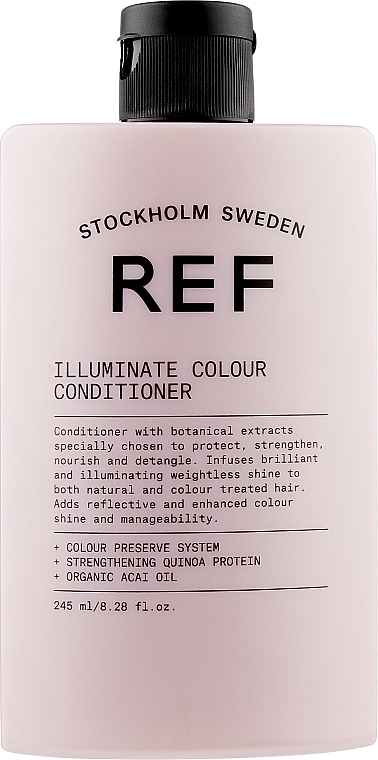 STOCKHOLM SWEDEN
REF
ILLUMINATE COLOUR
CONDITIONER
Conditioner with botanical extracts
specially chosen to protect, strengthen,
nourish and detangle. Infuses brilliant
and illuminating weightless shine to
both natural and colour treated hair.
Adds reflective and enhanced colour
shine and manageability.
+ COLOUR PRESERVE SYSTEM
+ STRENGTHENING QUINOA PROTEIN
+ ORGANIC ACAI OIL
245 ml/8.28 fl.oz.